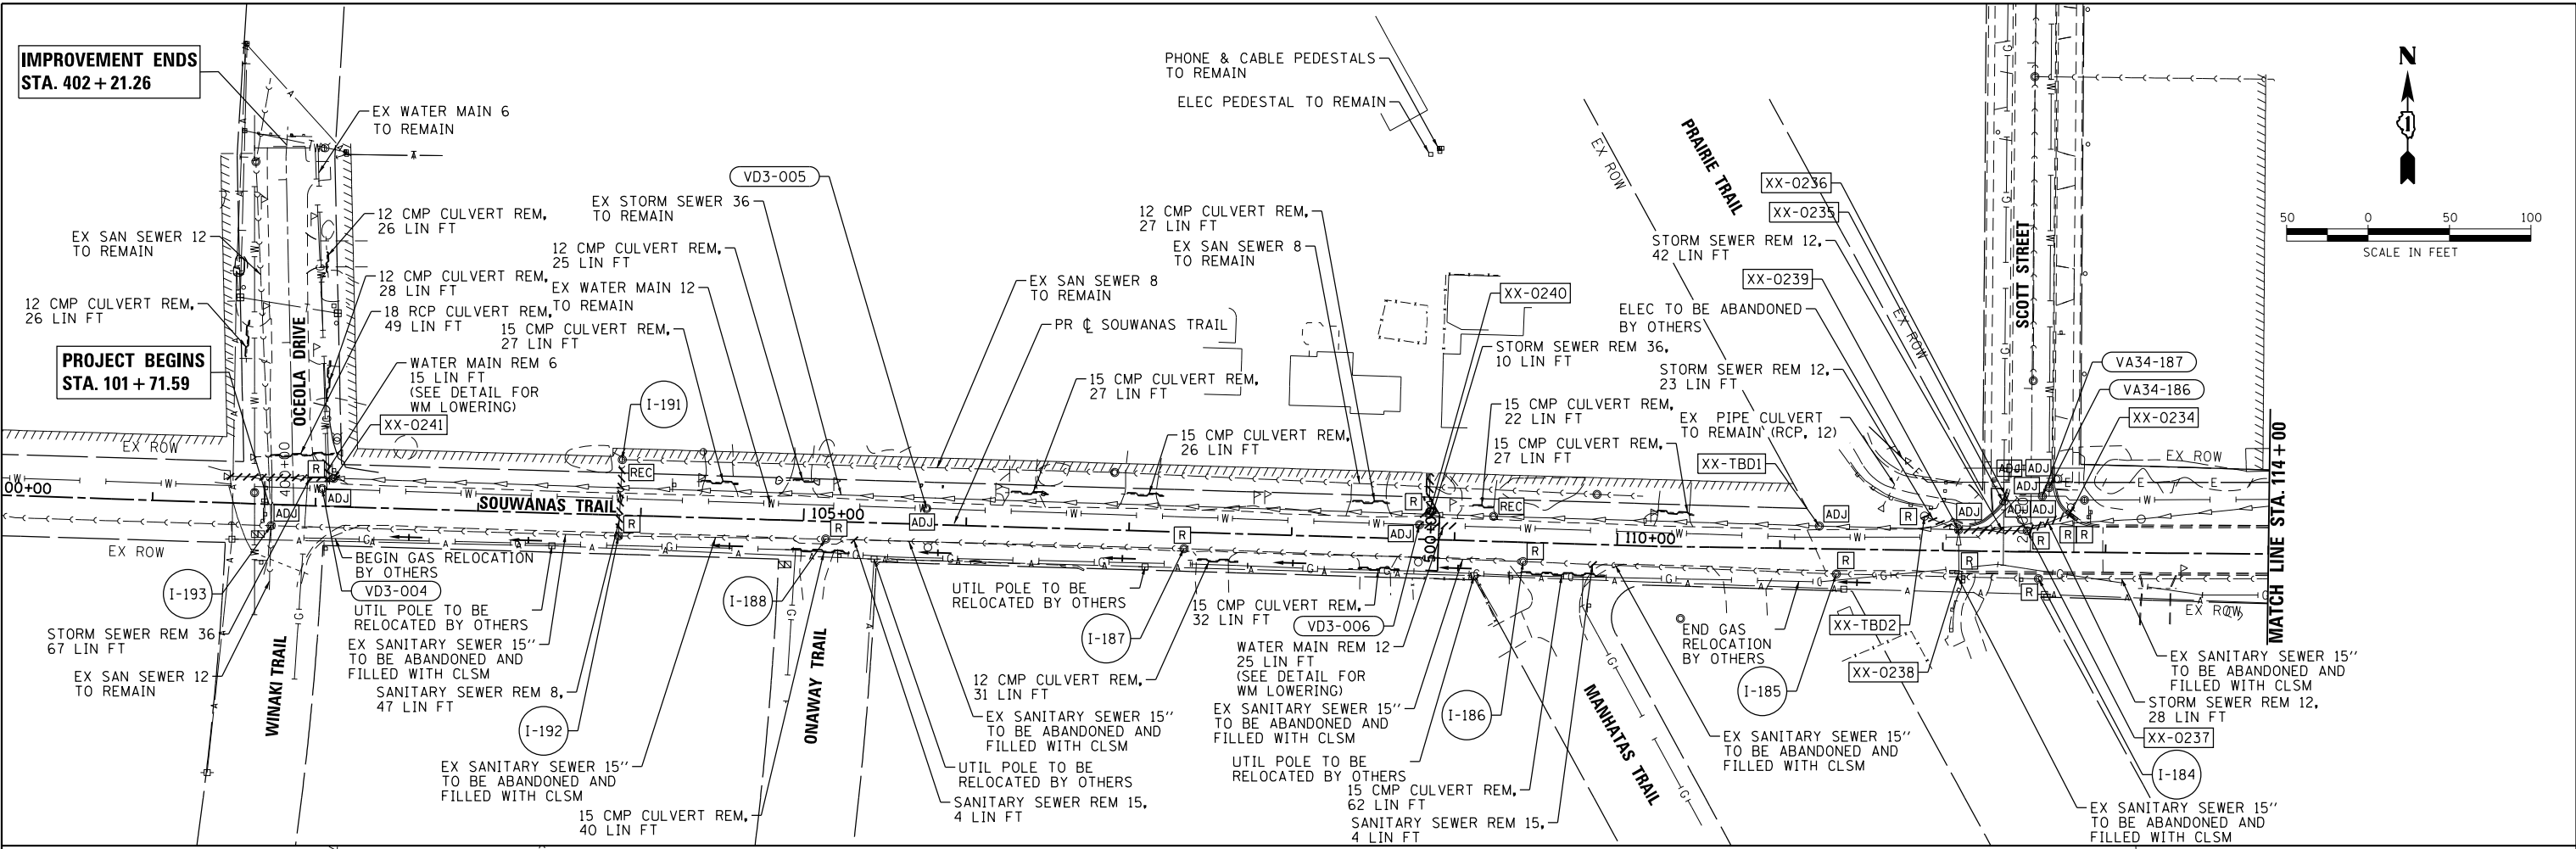 IMPROVEMENT ENDS
STA. 402+21.26
EX WATER MAIN 6
TO REMAIN
PHONE & CABLE PEDESTALS
TO REMAIN
ELEC PEDESTAL TO REMAIN
N
50 0 50 100
SCALE IN FEET
EX SAN SEWER 12
TO REMAIN
12 CMP CULVERT REM,
26 LIN FT
12 CMP CULVERT REM,
26 LIN FT
12 CMP CULVERT REM,
28 LIN FT
18 RCP CULVERT REM,
49 LIN FT
PROJECT BEGINS
STA. 101+71.59
OCEOLA DRIVE
WATER MAIN REM 6
15 LIN FT
(SEE DETAIL FOR
WM LOWERING)
XX-0241
VD3-005
EX STORM SEWER 36
TO REMAIN
12 CMP CULVERT REM,
25 LIN FT
EX WATER MAIN 12
TO REMAIN
15 CMP CULVERT REM,
27 LIN FT
I-191
EX SAN SEWER 8
TO REMAIN
PR ℄ SOUWANAS TRAIL
15 CMP CULVERT REM,
27 LIN FT
12 CMP CULVERT REM,
27 LIN FT
EX SAN SEWER 8
TO REMAIN
15 CMP CULVERT REM,
26 LIN FT
XX-0240
STORM SEWER REM 36,
10 LIN FT
15 CMP CULVERT REM,
22 LIN FT
15 CMP CULVERT REM,
27 LIN FT
EX ROW
PRAIRIE TRAIL
EX ROW
XX-0236
XX-0235
STORM SEWER REM 12,
42 LIN FT
XX-0239
ELEC TO BE ABANDONED
BY OTHERS
STORM SEWER REM 12,
23 LIN FT
EX PIPE CULVERT
TO REMAIN (RCP, 12)
XX-TBD1
SCOTT STREET
VA34-187
VA34-186
XX-0234
MATCH LINE STA. 114+00
EX ROW
EX ROW
00+00
400+00
SOUWANAS TRAIL
105+00
500+00
110+00
R
ADJ
ADJ
REC
R
R
ADJ
R
R
ADJ
REC
R
ADJ
R
R
ADJ
R
ADJ
ADJ
ADJ
ADJ
ADJ
R
R
R
R
EX ROW
EX ROW
I-193
STORM SEWER REM 36
67 LIN FT
EX SAN SEWER 12
TO REMAIN
WINAKI TRAIL
BEGIN GAS RELOCATION
BY OTHERS
VD3-004
UTIL POLE TO BE
RELOCATED BY OTHERS
EX SANITARY SEWER 15''
TO BE ABANDONED AND
FILLED WITH CLSM
SANITARY SEWER REM 8,
47 LIN FT
I-192
EX SANITARY SEWER 15''
TO BE ABANDONED AND
FILLED WITH CLSM
15 CMP CULVERT REM,
40 LIN FT
I-188
ONAWAY TRAIL
UTIL POLE TO BE
RELOCATED BY OTHERS
I-187
12 CMP CULVERT REM,
31 LIN FT
EX SANITARY SEWER 15''
TO BE ABANDONED AND
FILLED WITH CLSM
UTIL POLE TO BE
RELOCATED BY OTHERS
SANITARY SEWER REM 15,
4 LIN FT
15 CMP CULVERT REM,
32 LIN FT
VD3-006
WATER MAIN REM 12
25 LIN FT
(SEE DETAIL FOR
WM LOWERING)
EX SANITARY SEWER 15''
TO BE ABANDONED AND
FILLED WITH CLSM
UTIL POLE TO BE
RELOCATED BY OTHERS
15 CMP CULVERT REM,
62 LIN FT
SANITARY SEWER REM 15,
4 LIN FT
I-186
MANHATAS TRAIL
END GAS
RELOCATION
BY OTHERS
I-185
EX SANITARY SEWER 15''
TO BE ABANDONED AND
FILLED WITH CLSM
XX-TBD2
XX-0238
EX SANITARY SEWER 15''
TO BE ABANDONED AND
FILLED WITH CLSM
STORM SEWER REM 12,
28 LIN FT
XX-0237
I-184
EX SANITARY SEWER 15''
TO BE ABANDONED AND
FILLED WITH CLSM